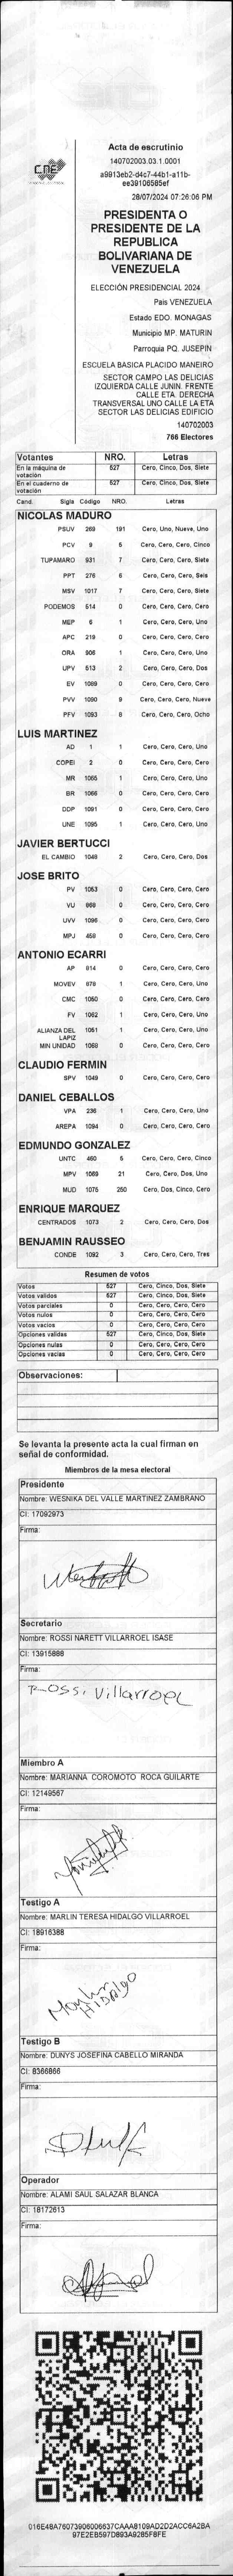 CNE
Acta de escrutinio
140702003.03.1.0001
a9913eb2-d4c7-44b1-a11b-
ee39106585ef
28/07/2024 07:26:06 PM
PRESIDENTA O
PRESIDENTE DE LA
REPUBLICA
BOLIVARIANA DE
VENEZUELA
ELECCIÓN PRESIDENCIAL 2024
Pais VENEZUELA
Estado EDO. MONAGAS
Municipio MP. MATURIN
Parroquia PQ. JUSEPIN
ESCUELA BASICA PLACIDO MANEIRO
SECTOR CAMPO LAS DELICIAS
IZQUIERDA CALLE JUNIN. FRENTE
CALLE ETA. DERECHA
TRANSVERSAL UNO CALLE LA ETA
SECTOR LAS DELICIAS EDIFICIO
140702003
766 Electores
Votantes NRO. Letras
En la máquina de votación 527 Cero, Cinco, Dos, Siete
En el cuaderno de votación 527 Cero, Cinco, Dos, Siete
Cand. Sigla Código NRO. Letras
NICOLAS MADURO
PSUV 269 191 Cero, Uno, Nueve, Uno
PCV 9 5 Cero, Cero, Cero, Cinco
TUPAMARO 931 7 Cero, Cero, Cero, Siete
PPT 276 6 Cero, Cero, Cero, Seis
MSV 1017 7 Cero, Cero, Cero, Siete
PODEMOS 514 0 Cero, Cero, Cero, Cero
MEP 6 1 Cero, Cero, Cero, Uno
APC 219 0 Cero, Cero, Cero, Cero
ORA 906 1 Cero, Cero, Cero, Uno
UPV 513 2 Cero, Cero, Cero, Dos
EV 1089 0 Cero, Cero, Cero, Cero
PVV 1090 9 Cero, Cero, Cero, Nueve
PFV 1093 8 Cero, Cero, Cero, Ocho
LUIS MARTINEZ
AD 1 1 Cero, Cero, Cero, Uno
COPEI 2 0 Cero, Cero, Cero, Cero
MR 1065 1 Cero, Cero, Cero, Uno
BR 1066 0 Cero, Cero, Cero, Cero
DDP 1091 0 Cero, Cero, Cero, Cero
UNE 1095 1 Cero, Cero, Cero, Uno
JAVIER BERTUCCI
EL CAMBIO 1048 2 Cero, Cero, Cero, Dos
JOSE BRITO
PV 1053 0 Cero, Cero, Cero, Cero
VU 868 0 Cero, Cero, Cero, Cero
UVV 1096 0 Cero, Cero, Cero, Cero
MPJ 458 0 Cero, Cero, Cero, Cero
ANTONIO ECARRI
AP 814 0 Cero, Cero, Cero, Cero
MOVEV 878 1 Cero, Cero, Cero, Uno
CMC 1050 0 Cero, Cero, Cero, Cero
FV 1052 1 Cero, Cero, Cero, Uno
ALIANZA DEL LAPIZ 1051 1 Cero, Cero, Cero, Uno
MIN UNIDAD 1068 0 Cero, Cero, Cero, Cero
CLAUDIO FERMIN
SPV 1049 0 Cero, Cero, Cero, Cero
DANIEL CEBALLOS
VPA 236 1 Cero, Cero, Cero, Uno
AREPA 1094 0 Cero, Cero, Cero, Cero
EDMUNDO GONZALEZ
UNTC 460 5 Cero, Cero, Cero, Cinco
MPV 1069 21 Cero, Cero, Dos, Uno
MUD 1075 250 Cero, Dos, Cinco, Cero
ENRIQUE MARQUEZ
CENTRADOS 1073 2 Cero, Cero, Cero, Dos
BENJAMIN RAUSSEO
CONDE 1092 3 Cero, Cero, Cero, Tres
Resumen de votos
Votos 527 Cero, Cinco, Dos, Siete
Votos validos 527 Cero, Cinco, Dos, Siete
Votos parciales 0 Cero, Cero, Cero, Cero
Votos nulos 0 Cero, Cero, Cero, Cero
Votos vacios 0 Cero, Cero, Cero, Cero
Opciones validas 527 Cero, Cinco, Dos, Siete
Opciones nulas 0 Cero, Cero, Cero, Cero
Opciones vacias 0 Cero, Cero, Cero, Cero
Observaciones:
Se levanta la presente acta la cual firman en
señal de conformidad.
Miembros de la mesa electoral
Presidente
Nombre: WESNIKA DEL VALLE MARTINEZ ZAMBRANO
CI: 17092973
Firma:
Secretario
Nombre: ROSSI NARETT VILLARROEL ISASE
CI: 13915888
Firma:
Rossi Villarroel
Miembro A
Nombre: MARIANNA COROMOTO ROCA GUILARTE
CI: 12149567
Firma:
Testigo A
Nombre: MARLIN TERESA HIDALGO VILLARROEL
CI: 18916388
Firma:
Marlin
HIDALGO
Testigo B
Nombre: DUNYS JOSEFINA CABELLO MIRANDA
CI: 8366866
Firma:
Operador
Nombre: ALAMI SAUL SALAZAR BLANCA
CI: 18172613
Firma:
016E48A76073906006537CAAA8109AD2D2ACC6A2BA
97E2EB597D893A9285F8FE